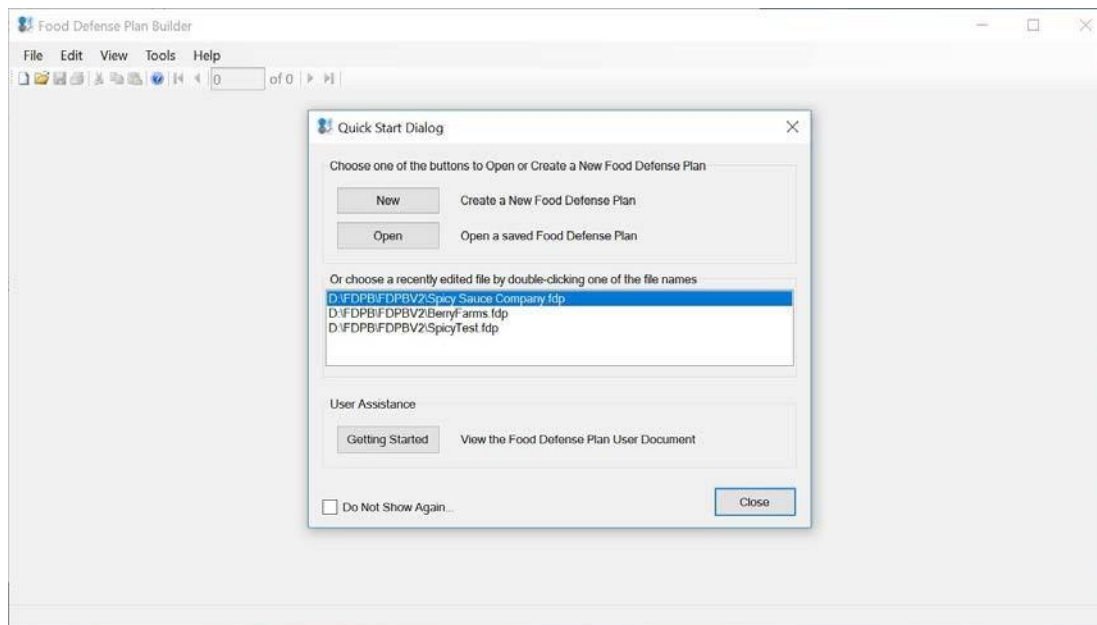 Food Defense Plan Builder
File Edit View Tools Help
0 of 0
Quick Start Dialog
Choose one of the buttons to Open or Create a New Food Defense Plan
New Create a New Food Defense Plan
Open Open a saved Food Defense Plan
Or choose a recently edited file by double-clicking one of the file names
D:\FDPB\FDPBV2\Spicy Sauce Company.fdp
D:\FDPB\FDPBV2\BerryFarms.fdp
D:\FDPB\FDPBV2\SpicyTest.fdp
User Assistance
Getting Started View the Food Defense Plan User Document
Do Not Show Again...
Close